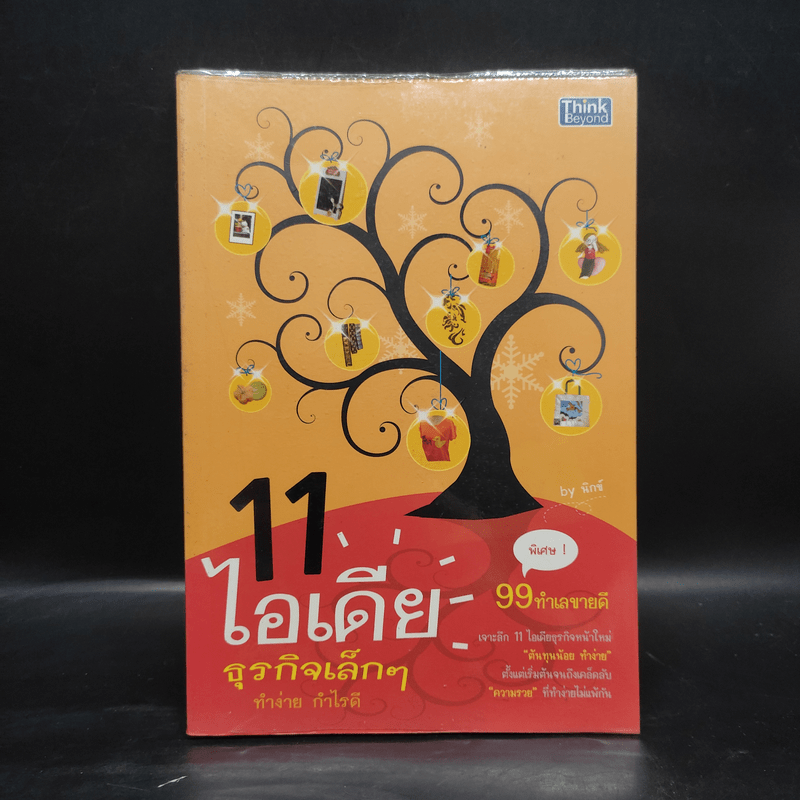 Think
Beyond
by นิกซ์
11
ไอเดีย
ธุรกิจเล็กๆ
ทำง่าย กำไรดี
พิเศษ !
99 ทำเลขายดี
เจาะลึก 11 ไอเดียธุรกิจหน้าใหม่
"ต้นทุนน้อย ทำง่าย"
ตั้งแต่เริ่มต้นจนถึงเคล็ดลับ
"ความรวย" ที่ทำง่ายไม่แพ้กัน